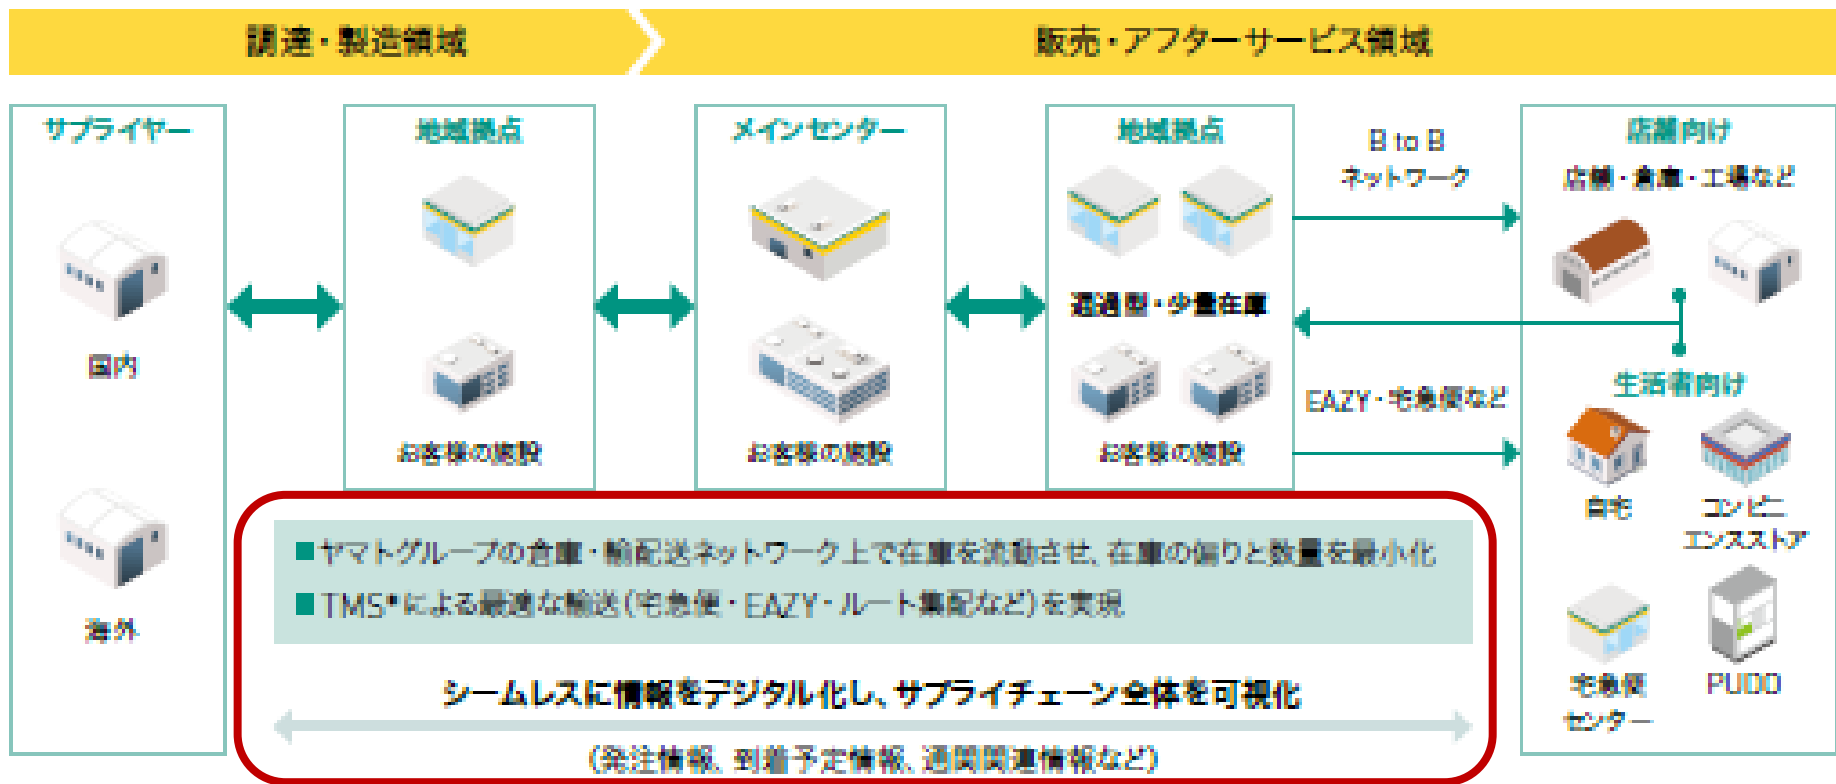 調達・製造領域
販売・アフターサービス領域
サプライヤー
国内
海外
地域拠点
お客様の施設
メインセンター
お客様の施設
地域拠点
通過型・少量在庫
お客様の施設
B to B
ネットワーク
EAZY・宅急便など
店舗向け
店舗・倉庫・工場など
生活者向け
自宅
コンビニ
エンスストア
宅急便
センター
PUDO
■ヤマトグループの倉庫・輸配送ネットワーク上で在庫を流動させ、在庫の偏りと数量を最小化
■TMS*による最適な輸送(宅急便・EAZY・ルート集配など)を実現
シームレスに情報をデジタル化し、サプライチェーン全体を可視化
(発注情報、到着予定情報、通関関連情報など)